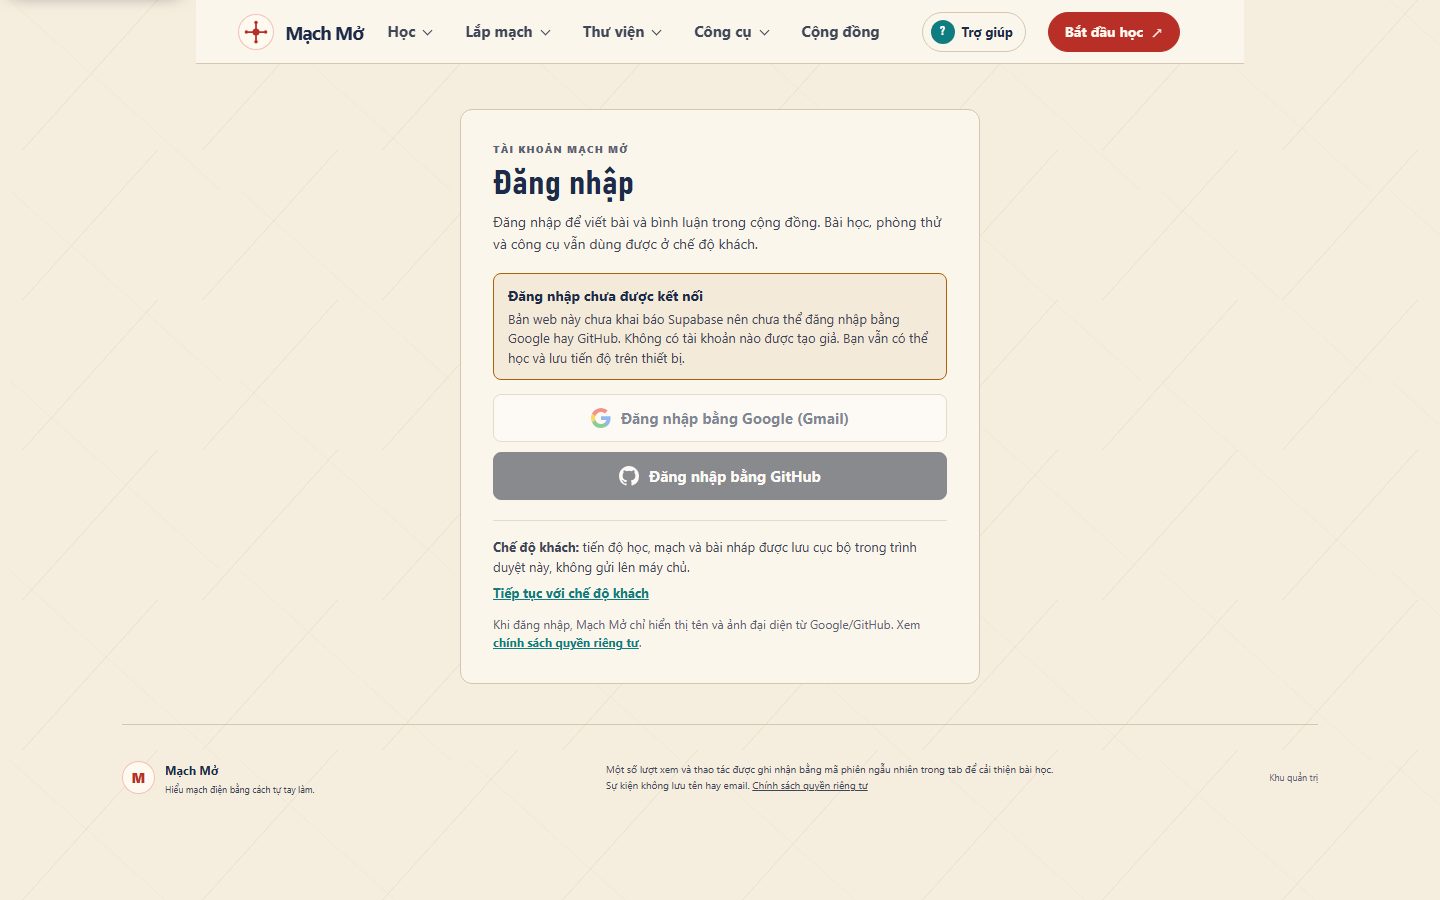 Mạch Mở
Học
Lắp mạch
Thư viện
Công cụ
Cộng đồng
? Trợ giúp
Bắt đầu học ↗
TÀI KHOẢN MẠCH MỞ
Đăng nhập
Đăng nhập để viết bài và bình luận trong cộng đồng. Bài học, phòng thử
và công cụ vẫn dùng được ở chế độ khách.
Đăng nhập chưa được kết nối
Bản web này chưa khai báo Supabase nên chưa thể đăng nhập bằng
Google hay GitHub. Không có tài khoản nào được tạo giả. Bạn vẫn có thể
học và lưu tiến độ trên thiết bị.
Đăng nhập bằng Google (Gmail)
Đăng nhập bằng GitHub
Chế độ khách: tiến độ học, mạch và bài nháp được lưu cục bộ trong trình
duyệt này, không gửi lên máy chủ.
Tiếp tục với chế độ khách
Khi đăng nhập, Mạch Mở chỉ hiển thị tên và ảnh đại diện từ Google/GitHub. Xem
chính sách quyền riêng tư.
M
Mạch Mở
Hiểu mạch điện bằng cách tự tay làm.
Một số lượt xem và thao tác được ghi nhận bằng mã phiên ngẫu nhiên trong tab để cải thiện bài học.
Sự kiện không lưu tên hay email. Chính sách quyền riêng tư
Khu quản trị